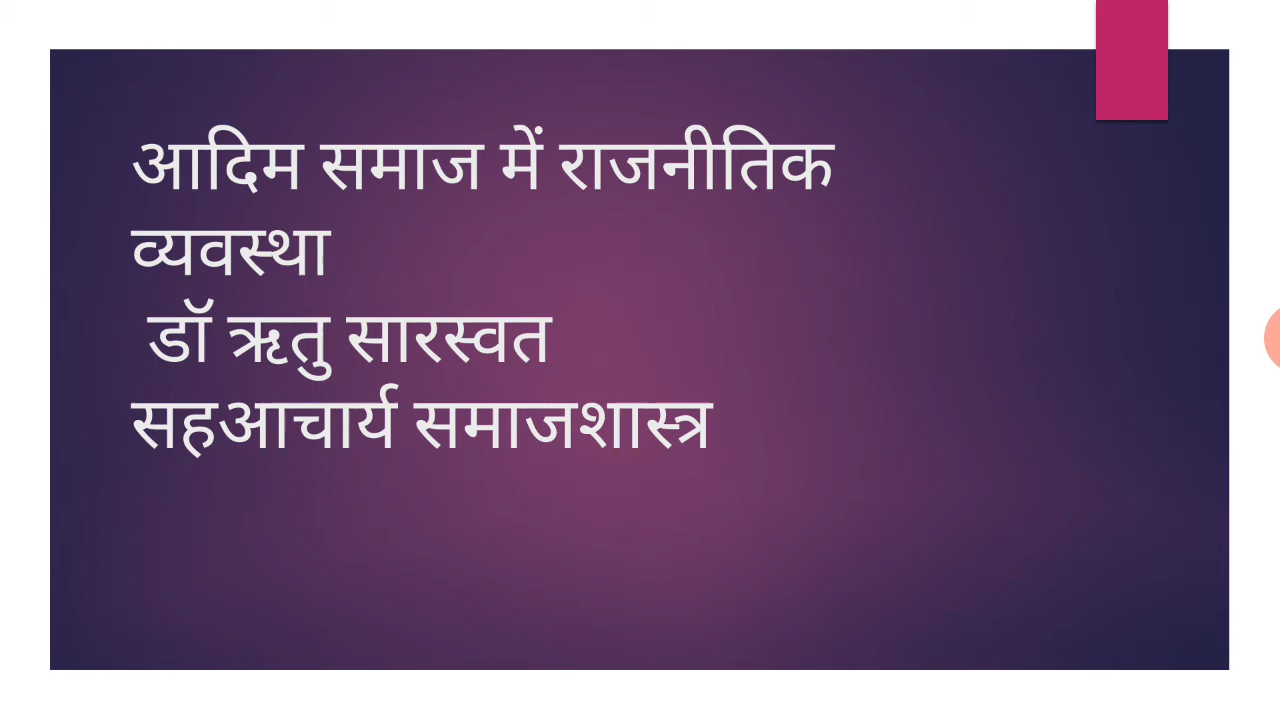 आदिम समाज में राजनीतिक
व्यवस्था
डॉ ऋतु सारस्वत
सहआचार्य समाजशास्त्र